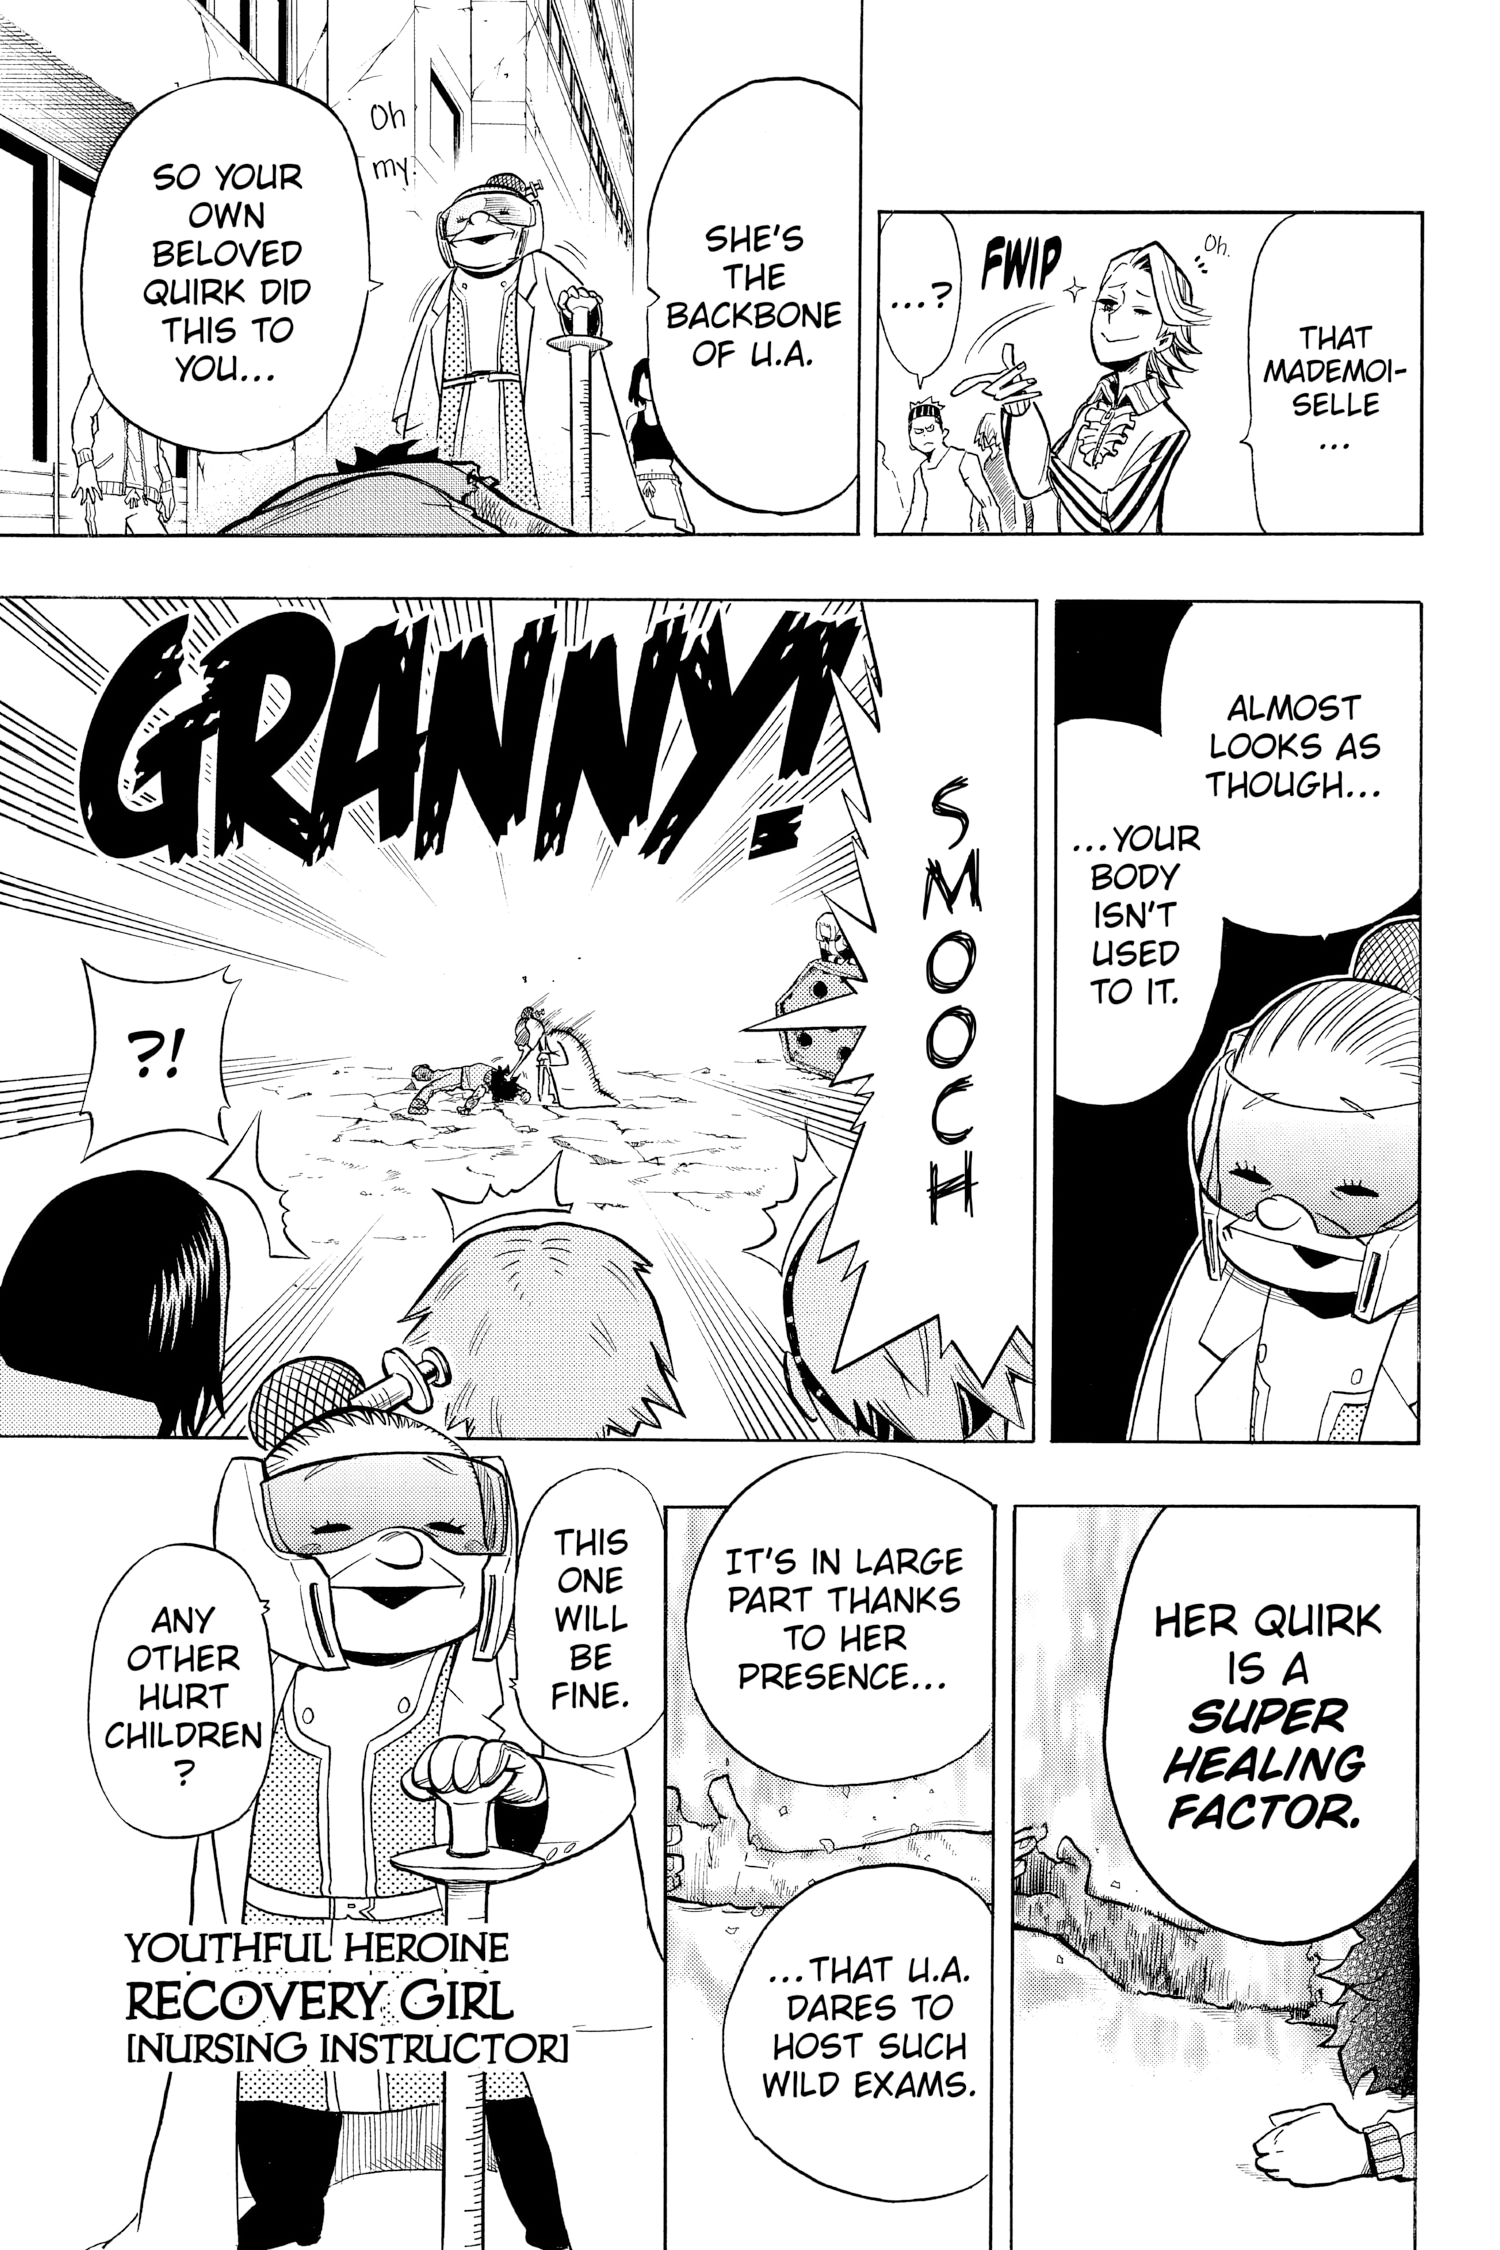 THAT
MADEMOI-
SELLE
...
Oh.
FWIP
...?
SHE'S
THE
BACKBONE
OF U.A.
Oh
my.
SO YOUR
OWN
BELOVED
QUIRK DID
THIS TO
YOU...
ALMOST
LOOKS AS
THOUGH...
...YOUR
BODY
ISN'T
USED
TO IT.
SMOOCH
GRANNY!
?!
HER QUIRK
IS A
SUPER
HEALING
FACTOR.
IT'S IN LARGE
PART THANKS
TO HER
PRESENCE...
...THAT U.A.
DARES TO
HOST SUCH
WILD EXAMS.
THIS
ONE
WILL
BE
FINE.
ANY
OTHER
HURT
CHILDREN
?
YOUTHFUL HEROINE
RECOVERY GIRL
[NURSING INSTRUCTOR]